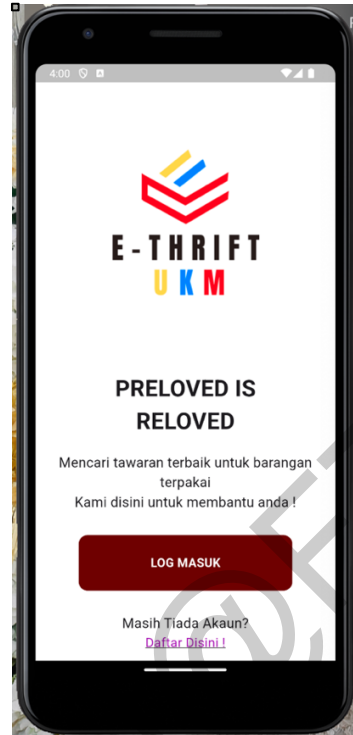 4:00
E-THRIFT
UKM
PRELOVED IS
RELOVED
Mencari tawaran terbaik untuk barangan
terpakai
Kami disini untuk membantu anda !
LOG MASUK
Masih Tiada Akaun?
Daftar Disini !